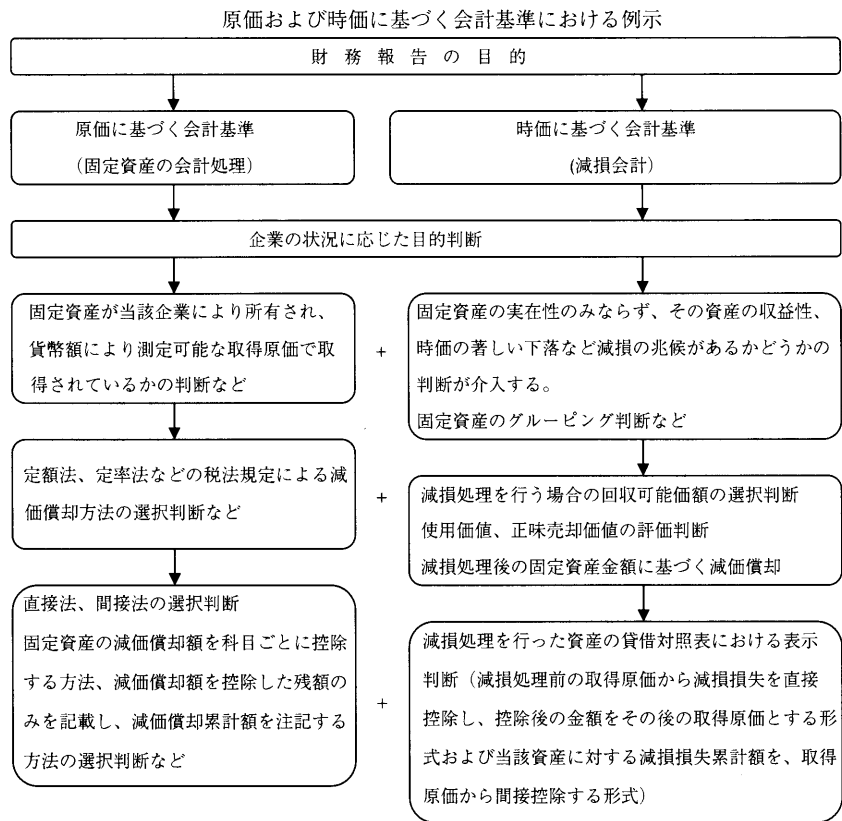 原価および時価に基づく会計基準における例示
財務報告の目的
原価に基づく会計基準
(固定資産の会計処理)
時価に基づく会計基準
(減損会計)
企業の状況に応じた目的判断
固定資産が当該企業により所有され、
貨幣額により測定可能な取得原価で取
得されているかの判断など
+
固定資産の実在性のみならず、その資産の収益性、
時価の著しい下落など減損の兆候があるかどうかの
判断が介入する。
固定資産のグルーピング判断など
定額法、定率法などの税法規定による減
価償却方法の選択判断など
+
減損処理を行う場合の回収可能価額の選択判断
使用価値、正味売却価値の評価判断
減損処理後の固定資産金額に基づく減価償却
直接法、間接法の選択判断
固定資産の減価償却額を科目ごとに控除
する方法、減価償却額を控除した残額の
みを記載し、減価償却累計額を注記する
方法の選択判断など
+
減損処理を行った資産の貸借対照表における表示
判断（減損処理前の取得原価から減損損失を直接
控除し、控除後の金額をその後の取得原価とする形
式および当該資産に対する減損損失累計額を、取得
原価から間接控除する形式）